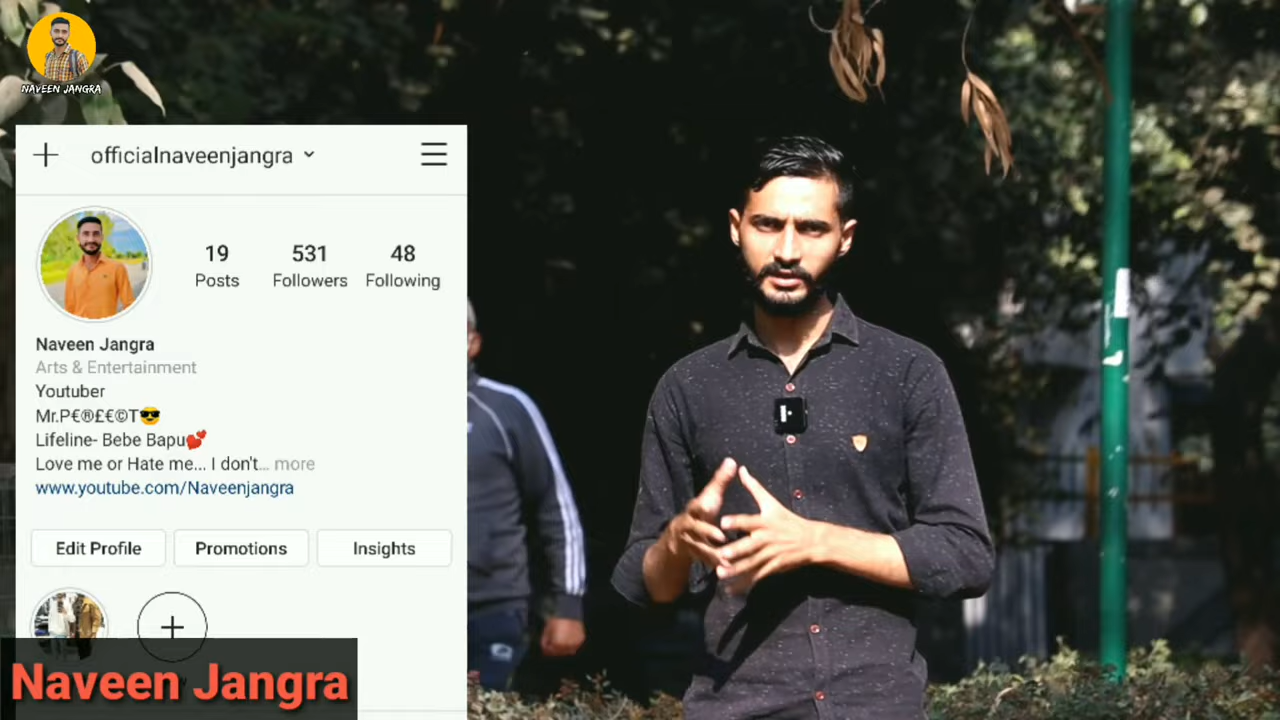 NAVEEN JANGRA
officialnaveenjangra
19
531
48
Posts
Followers
Following
Naveen Jangra
Arts & Entertainment
Youtuber
Mr.P€®£€©T😎
Lifeline- Bebe Bapu💕
Love me or Hate me... I don't... more
www.youtube.com/Naveenjangra
Edit Profile
Promotions
Insights
Naveen Jangra